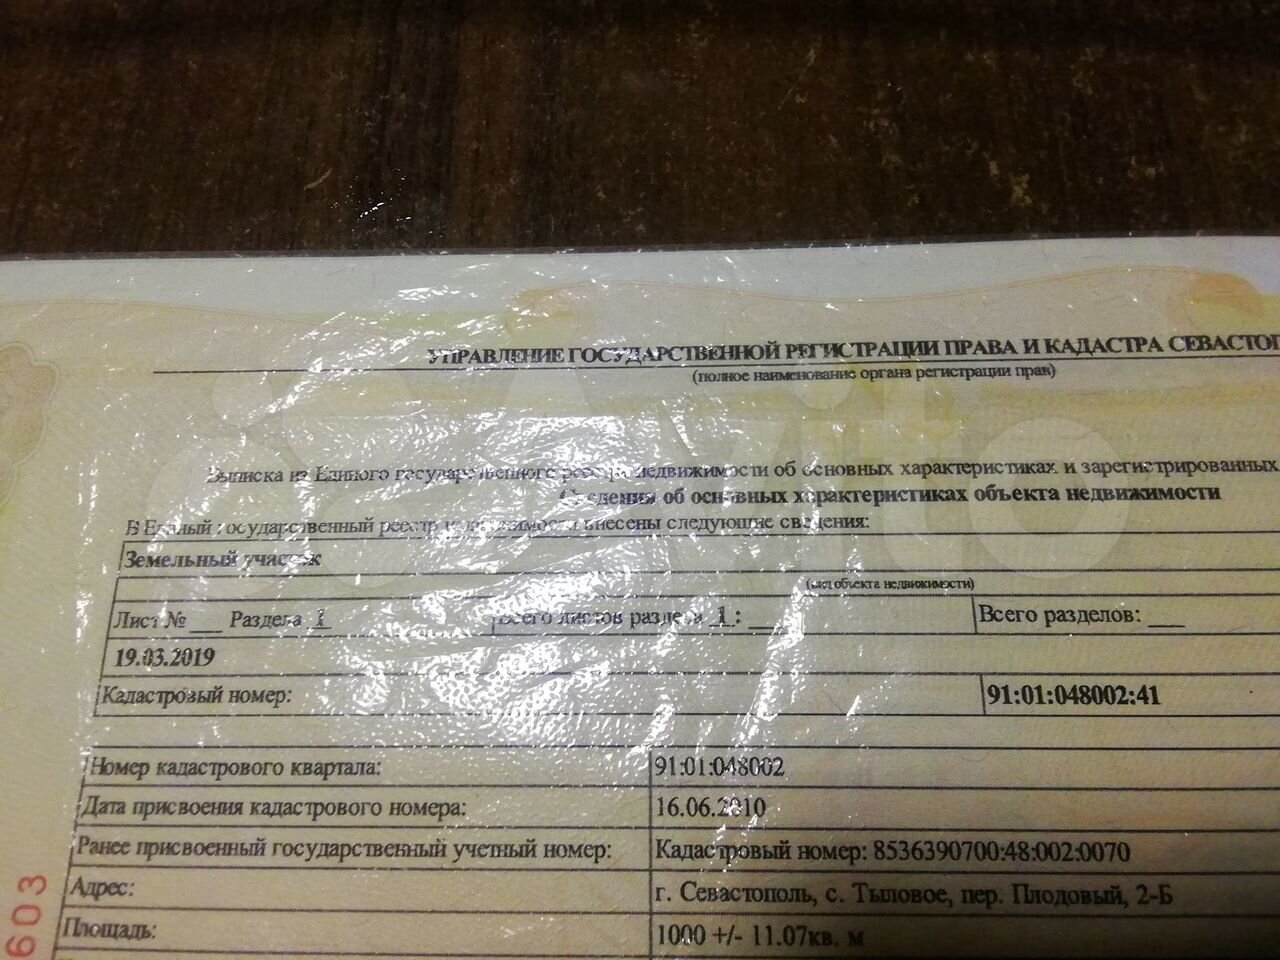 УПРАВЛЕНИЕ ГОСУДАРСТВЕННОЙ РЕГИСТРАЦИИ ПРАВА И КАДАСТРА СЕВАСТОП
(полное наименование органа регистрации прав)
Avito
Выписка из Единого государственного реестра недвижимости об основных характеристиках и зарегистрированных
Сведения об основных характеристиках объекта недвижимости
В Единый государственный реестр недвижимости внесены следующие сведения:
Земельный участок
(вид объекта недвижимости)
Лист № ___ Раздела 1 Всего листов раздела 1 : ___ Всего разделов: ___
19.03.2019
Кадастровый номер: 91:01:048002:41
Номер кадастрового квартала: 91:01:048002
Дата присвоения кадастрового номера: 16.06.2010
Ранее присвоенный государственный учетный номер: Кадастровый номер: 8536390700:48:002:0070
Адрес: г. Севастополь, с. Тыловое, пер. Плодовый, 2-Б
Площадь: 1000 +/- 11.07кв. м
603